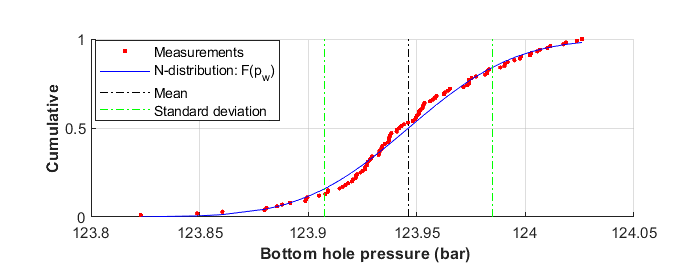 Measurements
N-distribution: F(p_w)
Mean
Standard deviation
1
0.5
0
Cumulative
123.8 123.85 123.9 123.95 124 124.05
Bottom hole pressure (bar)